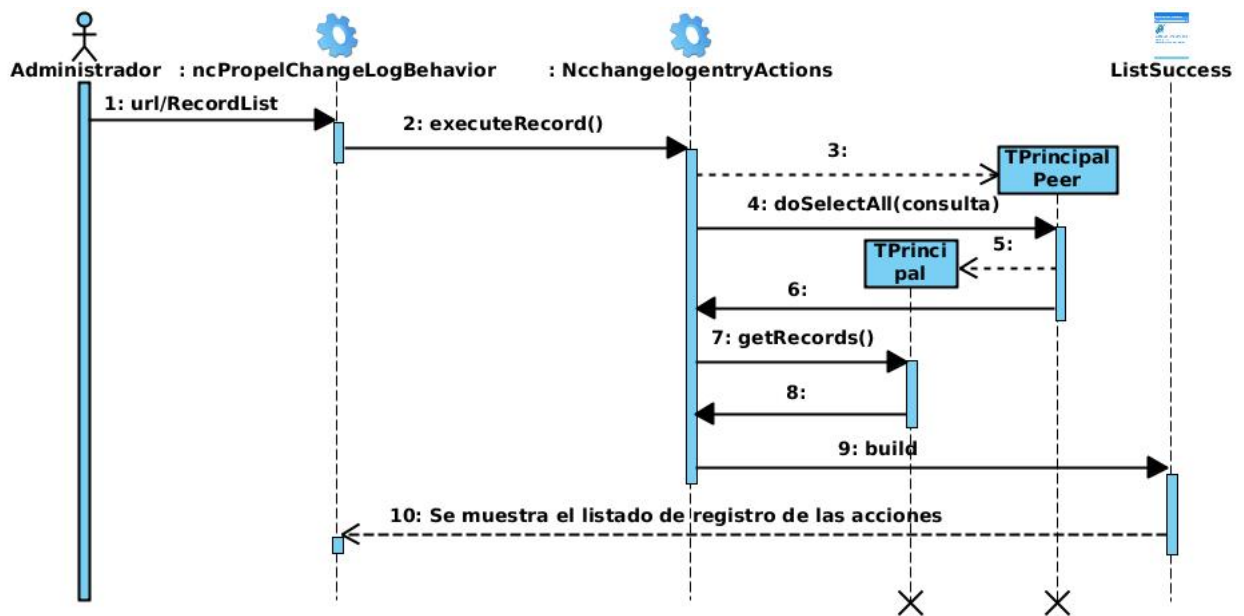 Administrador
: ncPropelChangeLogBehavior
: NcchangelogentryActions
ListSuccess
1: url/RecordList
2: executeRecord()
3:
TPrincipal
Peer
4: doSelectAll(consulta)
TPrinci
pal
5:
6:
7: getRecords()
8:
9: build
10: Se muestra el listado de registro de las acciones